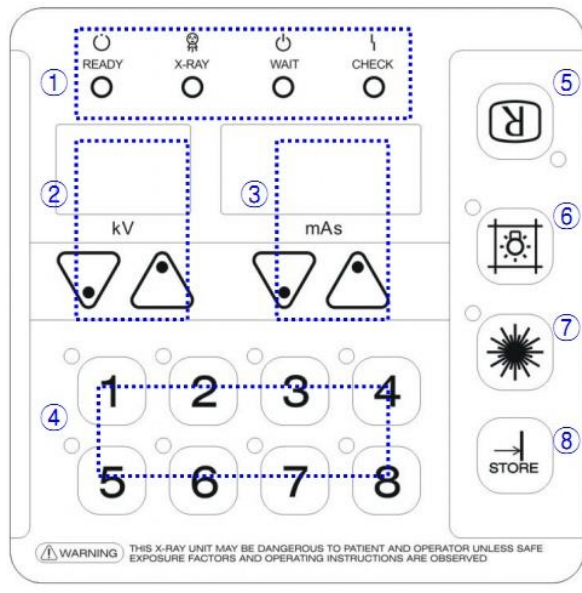 READY X-RAY WAIT CHECK
①
⑤
R
②
③
⑥
kV mAs
⑦
1 2 3 4
④
⑧
STORE
5 6 7 8
WARNING THIS X-RAY UNIT MAY BE DANGEROUS TO PATIENT AND OPERATOR UNLESS SAFE
EXPOSURE FACTORS AND OPERATING INSTRUCTIONS ARE OBSERVED